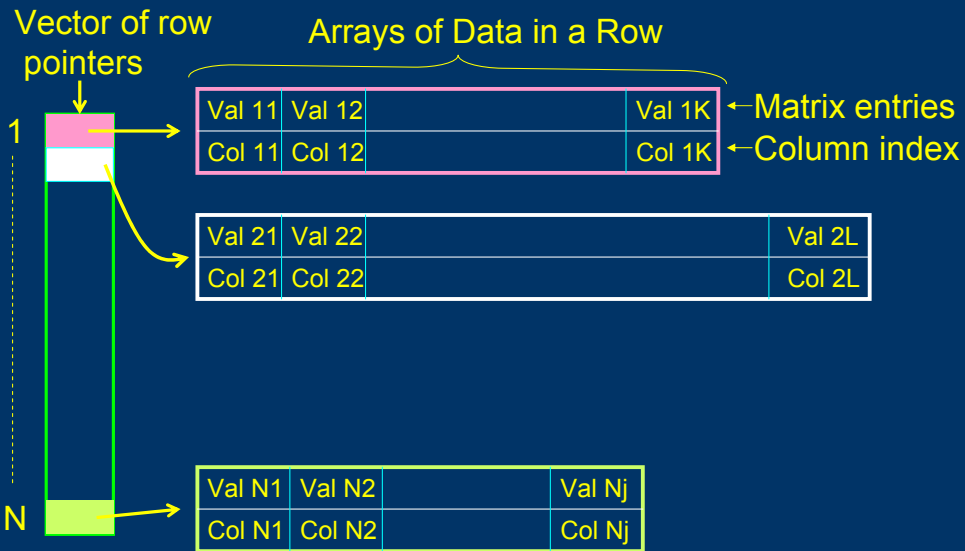 Vector of row
pointers
Arrays of Data in a Row
1
Val 11 Val 12 Val 1K
Matrix entries
Col 11 Col 12 Col 1K
Column index
Val 21 Val 22 Val 2L
Col 21 Col 22 Col 2L
N
Val N1 Val N2 Val Nj
Col N1 Col N2 Col Nj